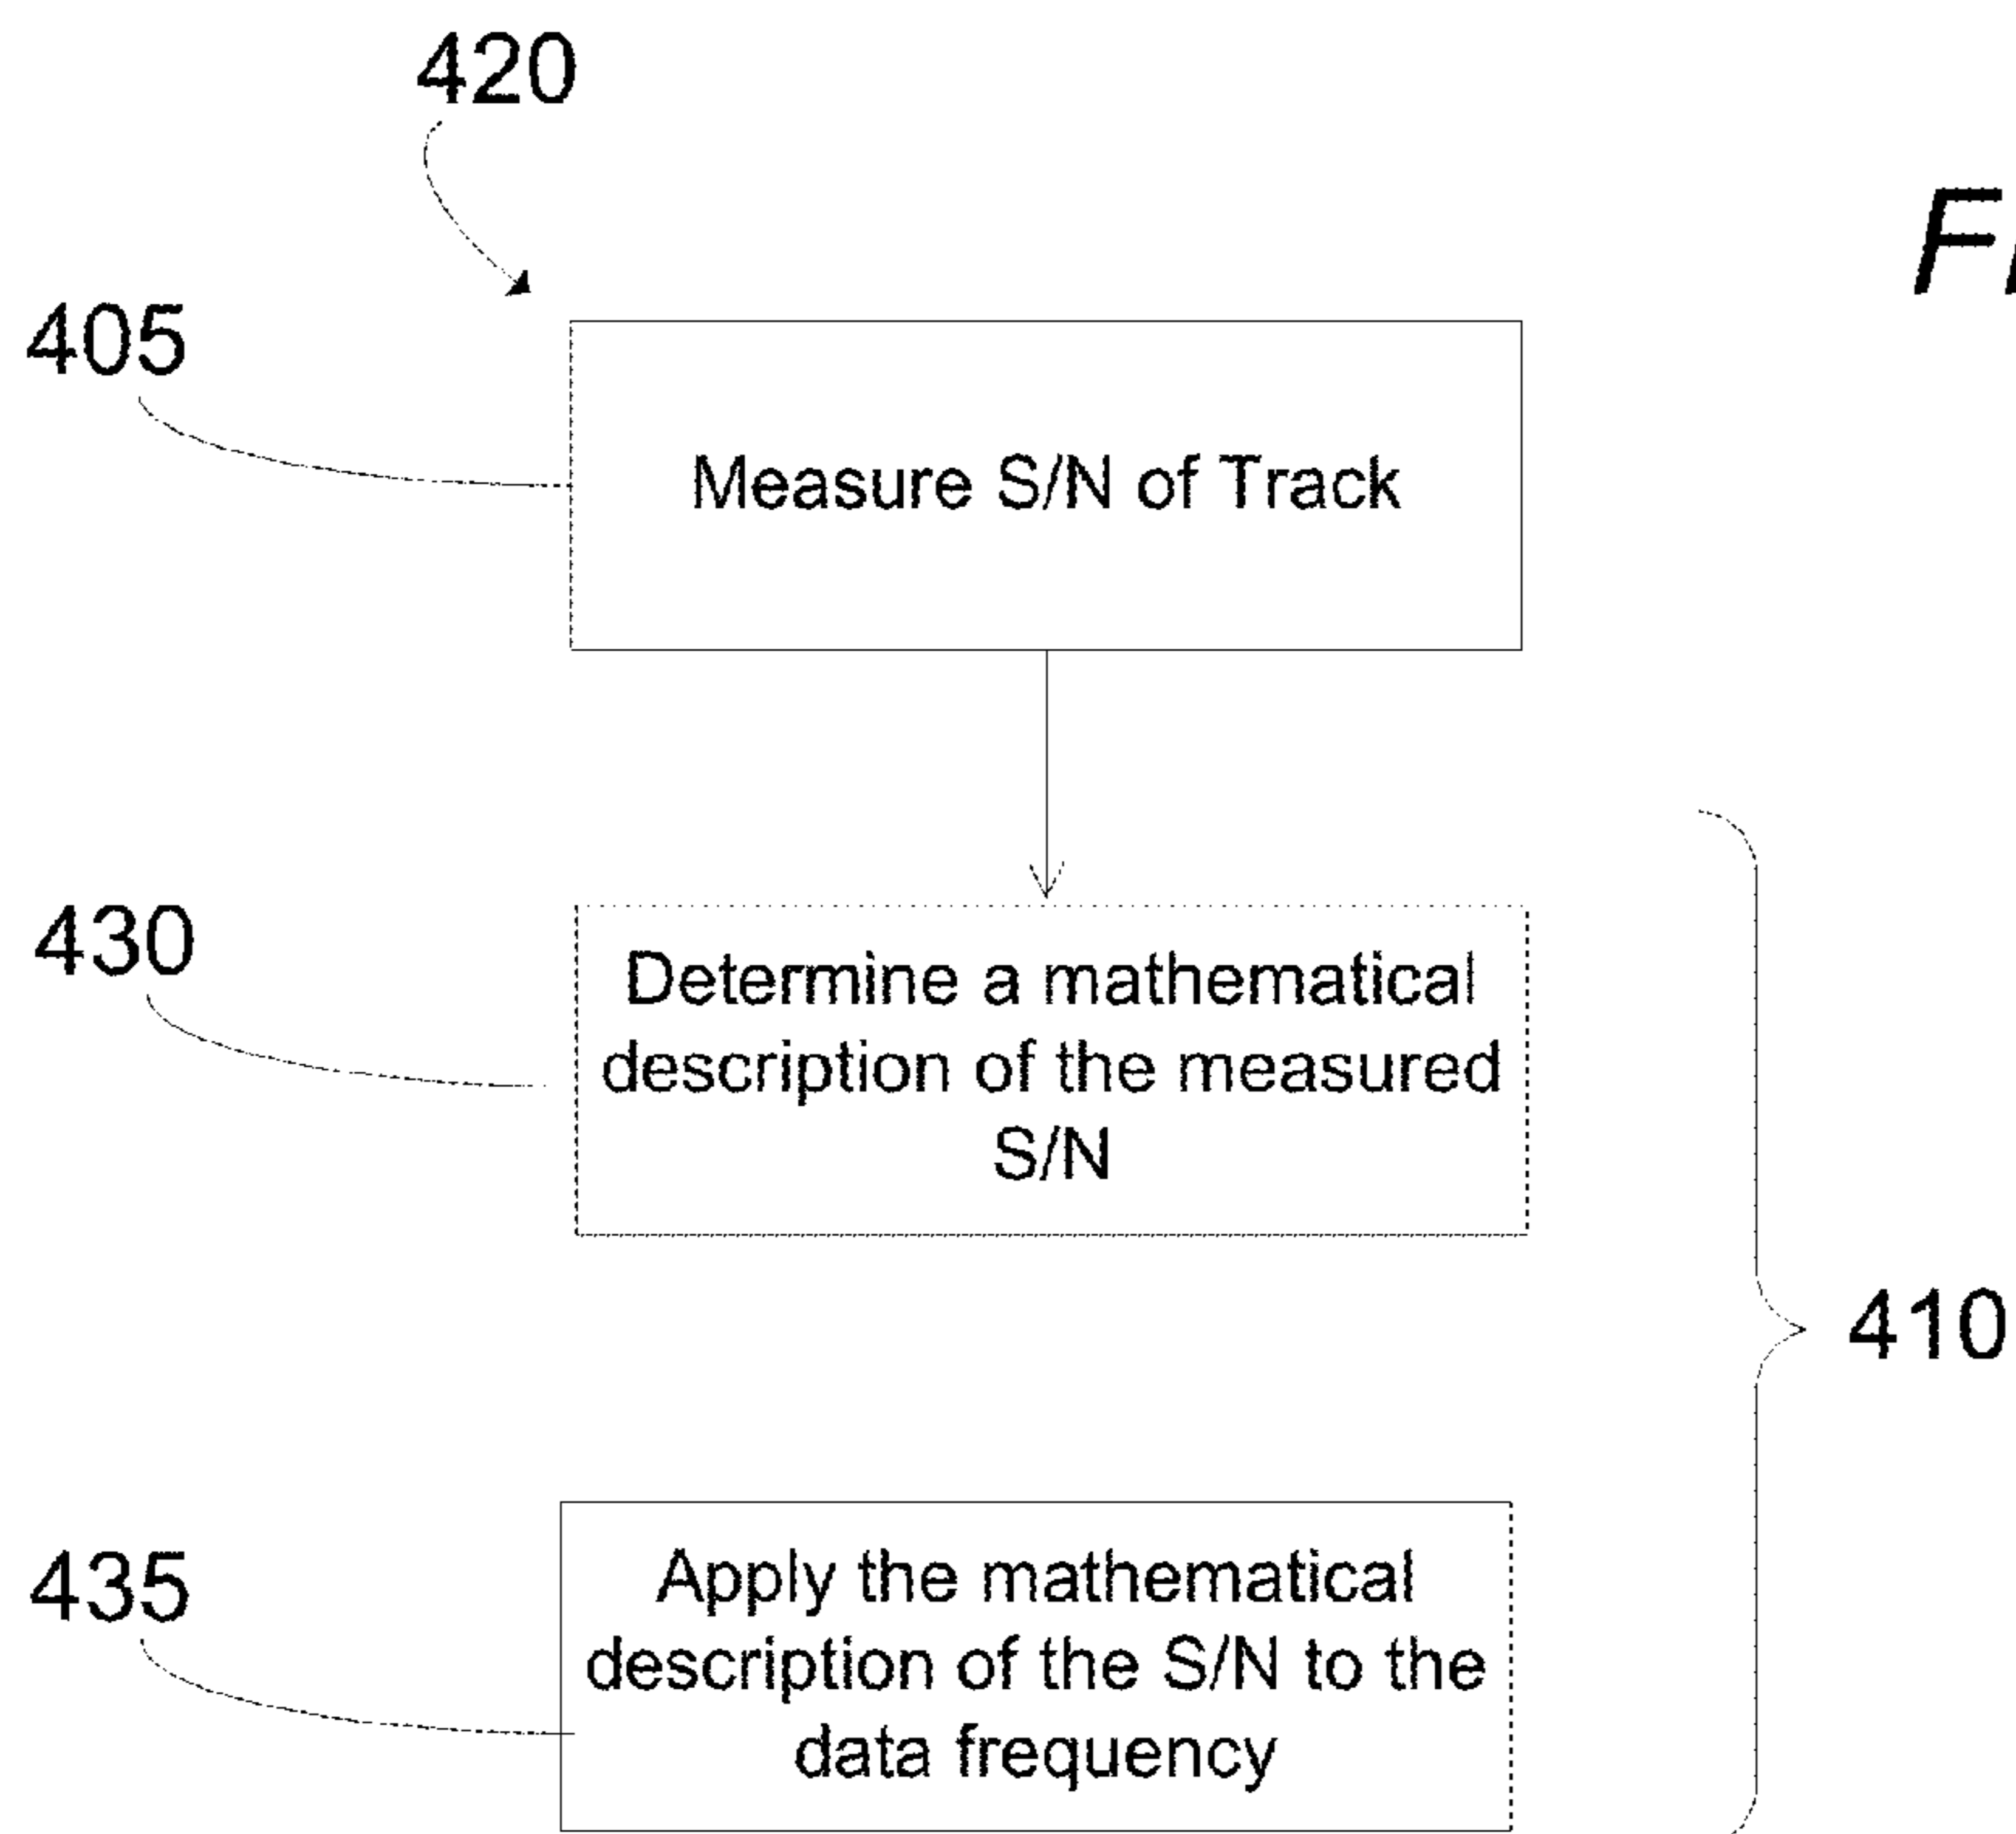 420
405
Measure S/N of Track
430
Determine a mathematical
description of the measured
S/N
410
435
Apply the mathematical
description of the S/N to the
data frequency